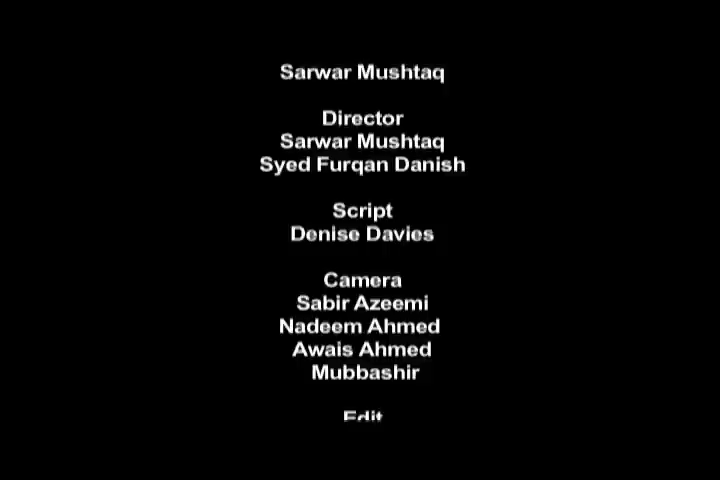 Sarwar Mushtaq
Director
Sarwar Mushtaq
Syed Furqan Danish
Script
Denise Davies
Camera
Sabir Azeemi
Nadeem Ahmed
Awais Ahmed
Mubbashir
Edit